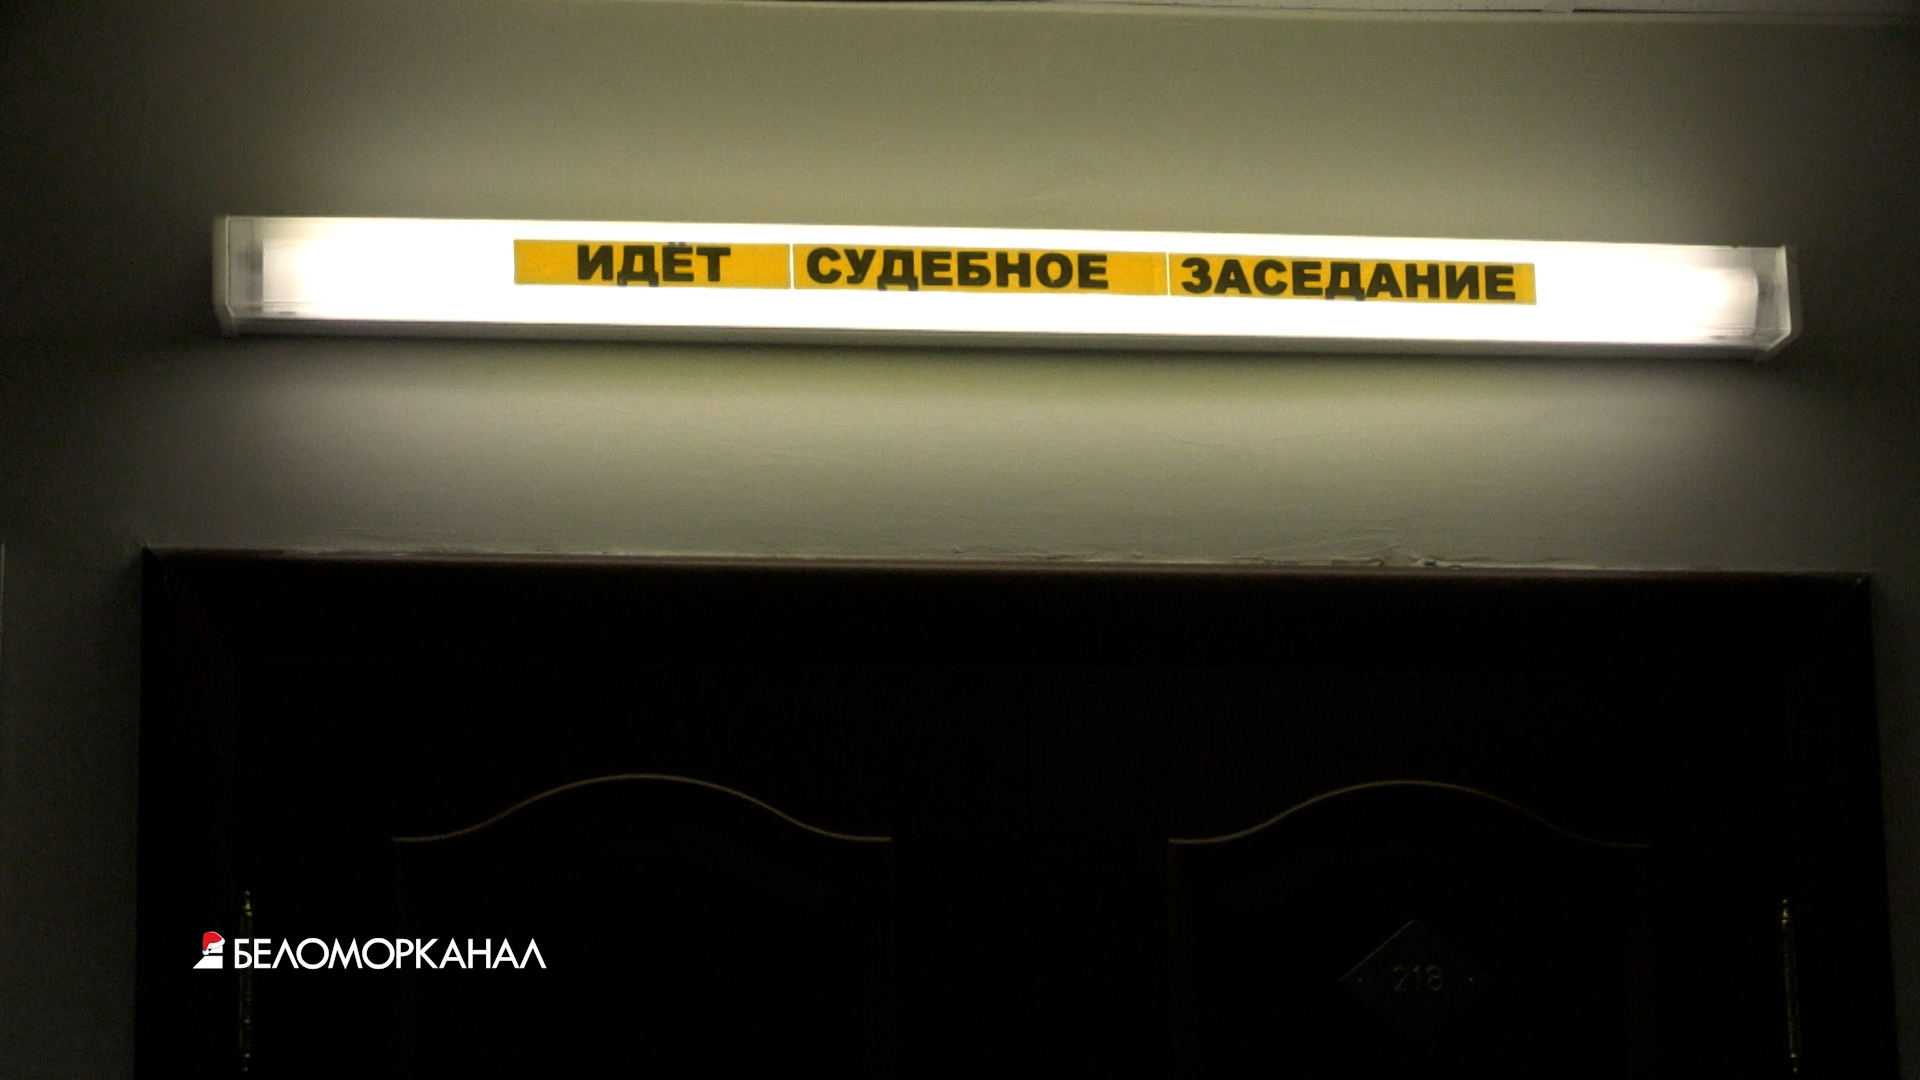 ИДЁТ СУДЕБНОЕ ЗАСЕДАНИЕ
БЕЛОМОРКАНАЛ
218